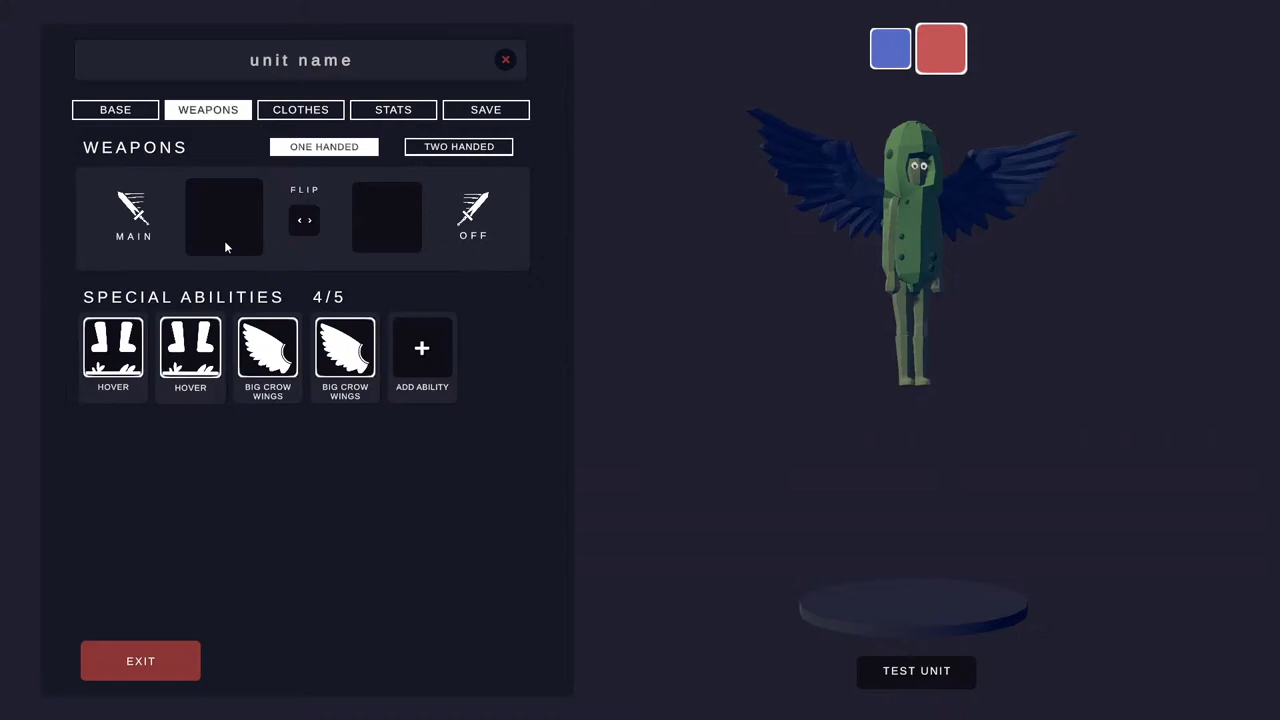 unit name
BASE WEAPONS CLOTHES STATS SAVE
WEAPONS ONE HANDED TWO HANDED
FLIP
MAIN OFF
SPECIAL ABILITIES 4/5
HOVER HOVER BIG CROW WINGS BIG CROW WINGS ADD ABILITY
EXIT
TEST UNIT